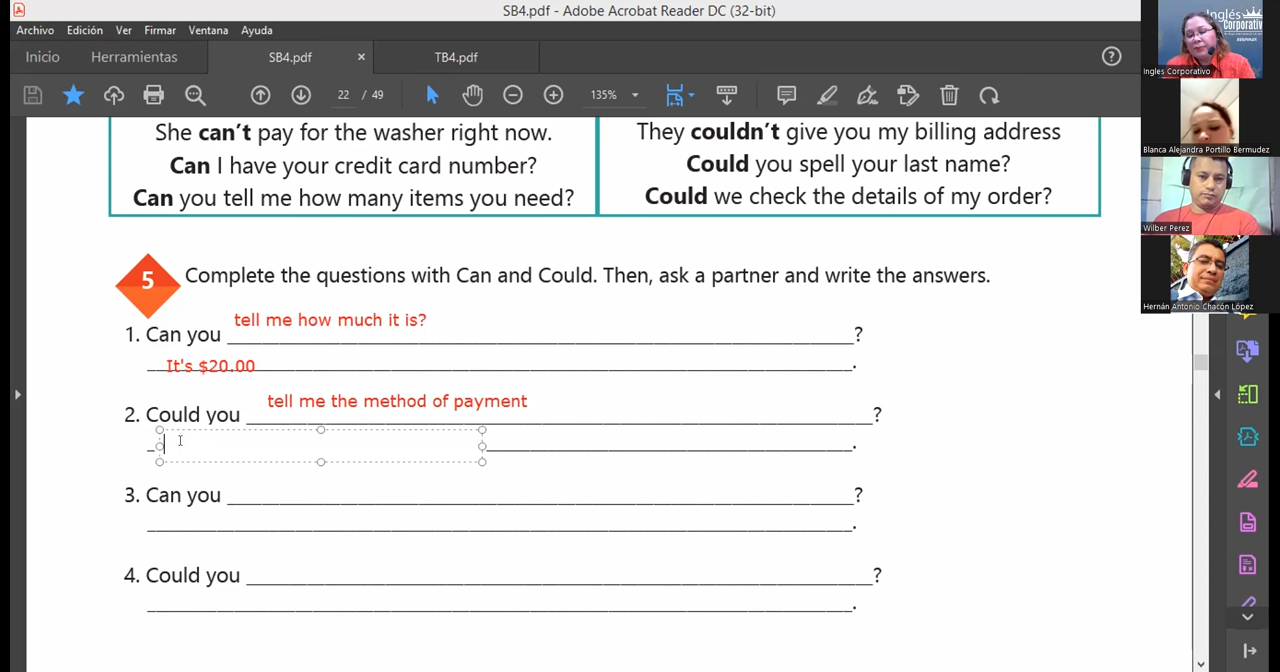 SB4.pdf - Adobe Acrobat Reader DC (32-bit)
Archivo Edición Ver Firmar Ventana Ayuda
Inicio Herramientas SB4.pdf × TB4.pdf
22 / 49 135%
She can't pay for the washer right now.
Can I have your credit card number?
Can you tell me how many items you need?
They couldn't give you my billing address
Could you spell your last name?
Could we check the details of my order?
5 Complete the questions with Can and Could. Then, ask a partner and write the answers.
1. Can you tell me how much it is? ?
It's $20.00 .
2. Could you tell me the method of payment ?
.
3. Can you ?
.
4. Could you ?
.
Inglés
Corporativo
Ingles Corporativo
Blanca Alejandra Portillo Bermudez
Wilber Perez
Hernán Antonio Chacón López